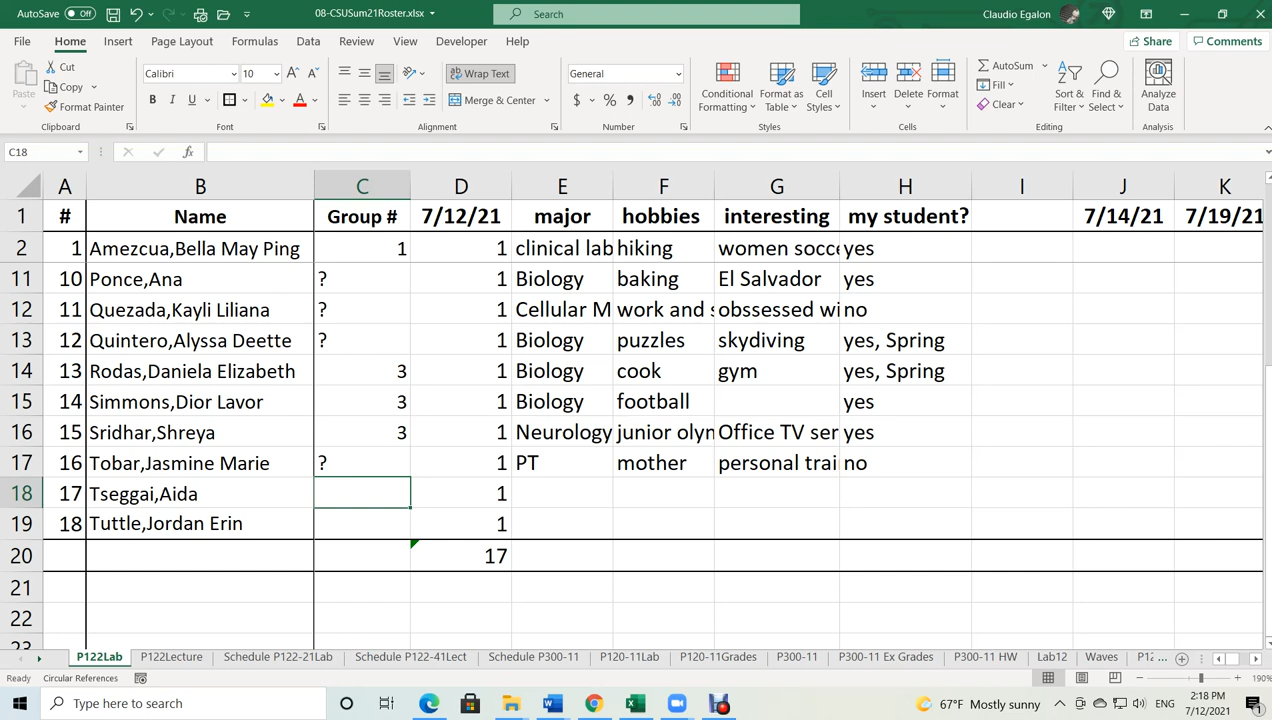 AutoSave Off 08-CSUSum21Roster.xlsx Search Claudio Egalon
File Home Insert Page Layout Formulas Data Review View Developer Help Share Comments
Paste Cut Copy Format Painter Clipboard
Calibri 10 B I U A Font
Wrap Text Merge & Center Alignment
General $ % Number
Conditional Formatting Format as Table Cell Styles Styles
Insert Delete Format Cells
AutoSum Fill Clear Sort & Filter Find & Select Editing
Analyze Data Analysis
C18 fx
A B C D E F G H I J K
1 # Name Group # 7/12/21 major hobbies interesting my student? 7/14/21 7/19/21
2 1 Amezcua,Bella May Ping 1 1 clinical lab hiking women socce yes
11 10 Ponce,Ana ? 1 Biology baking El Salvador yes
12 11 Quezada,Kayli Liliana ? 1 Cellular M work and s obssessed wi no
13 12 Quintero,Alyssa Deette ? 1 Biology puzzles skydiving yes, Spring
14 13 Rodas,Daniela Elizabeth 3 1 Biology cook gym yes, Spring
15 14 Simmons,Dior Lavor 3 1 Biology football yes
16 15 Sridhar,Shreya 3 1 Neurology junior olyn Office TV ser yes
17 16 Tobar,Jasmine Marie ? 1 PT mother personal trai no
18 17 Tseggai,Aida 1
19 18 Tuttle,Jordan Erin 1
20 17
21
22
23
P122Lab P122Lecture Schedule P122-21Lab Schedule P122-41Lect Schedule P300-11 P120-11Lab P120-11Grades P300-11 P300-11 Ex Grades P300-11 HW Lab12 Waves P12 ...
Ready Circular References 190%
Type here to search 67°F Mostly sunny ENG 2:18 PM
7/12/2021 1